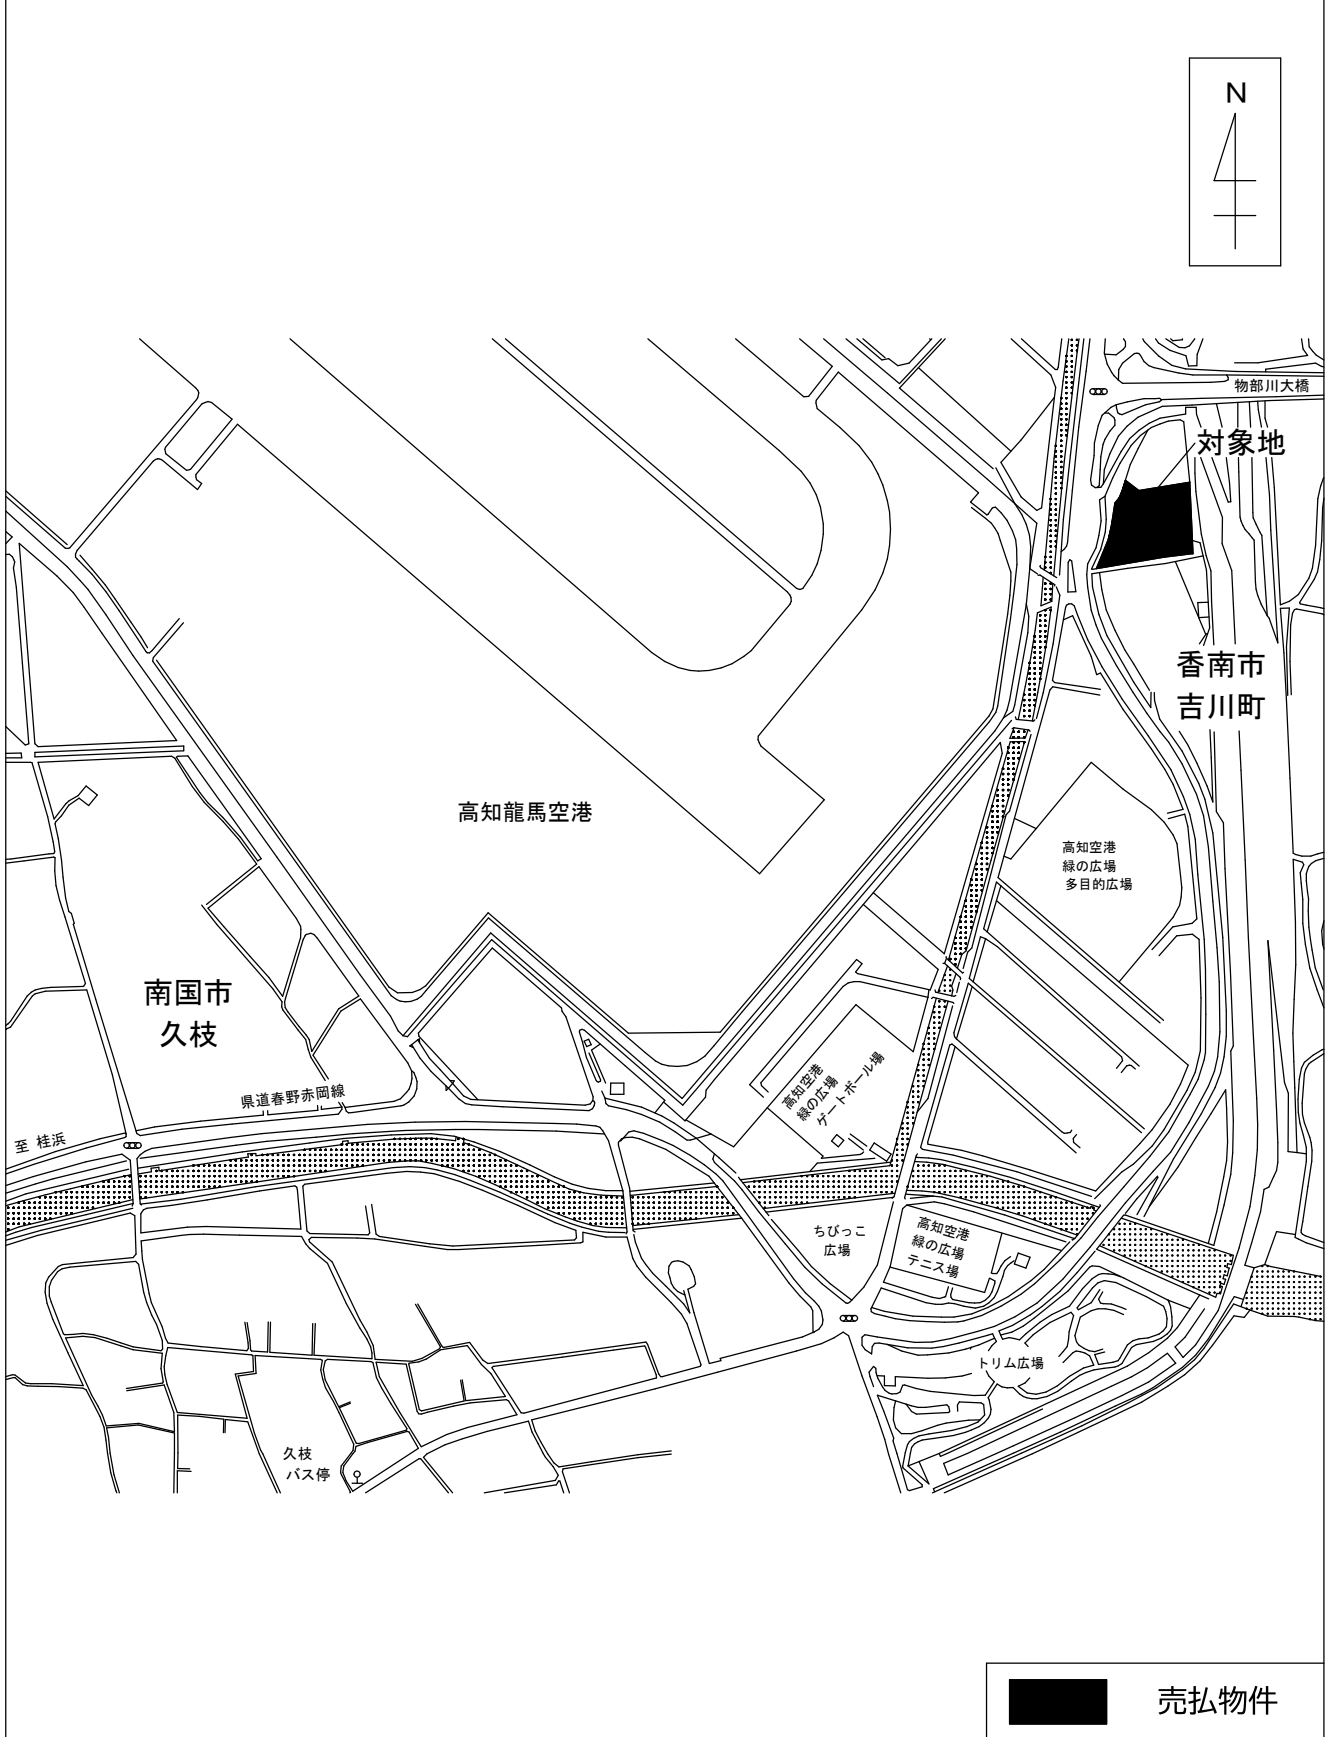 N
物部川大橋
対象地
香南市
吉川町
高知龍馬空港
高知空港
緑の広場
多目的広場
南国市
久枝
県道春野赤岡線
至 桂浜
高知空港
緑の広場
ゲートボール場
ちびっこ
広場
高知空港
緑の広場
テニス場
トリム広場
久枝
バス停
売払物件